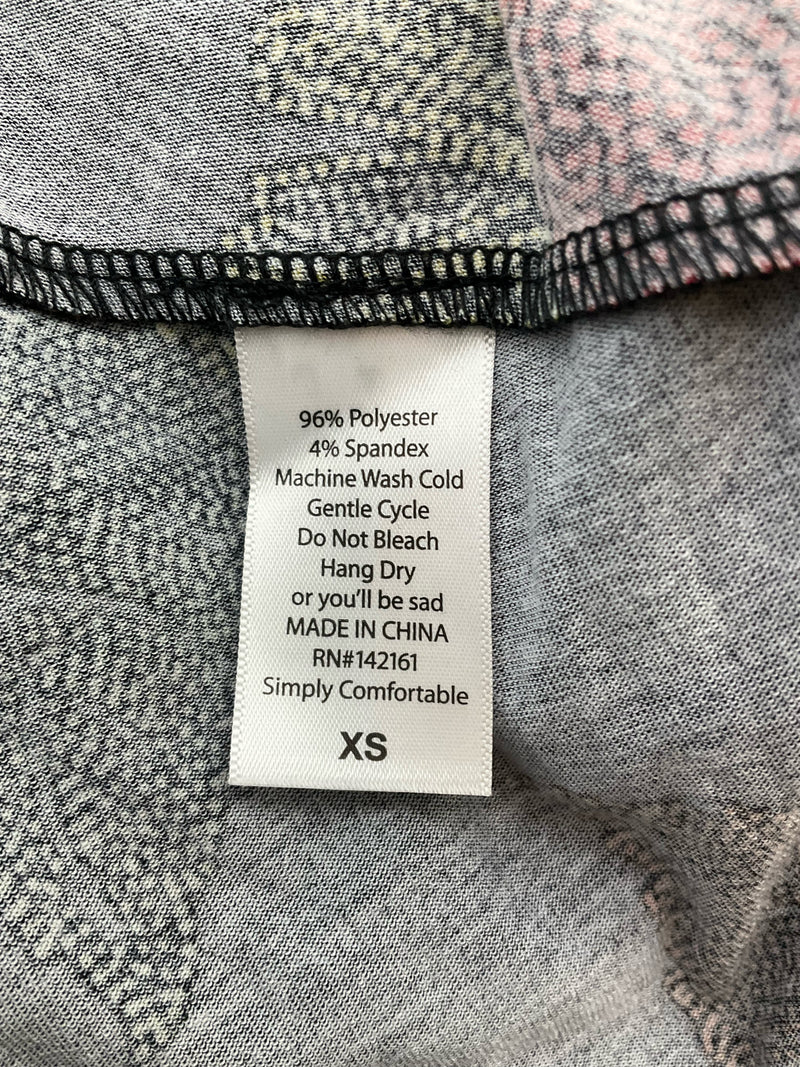 96% Polyester
4% Spandex
Machine Wash Cold
Gentle Cycle
Do Not Bleach
Hang Dry
or you'll be sad
MADE IN CHINA
RN#142161
Simply Comfortable
XS